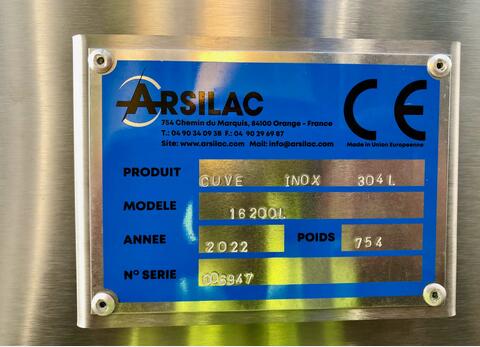 ARSILAC
754 Chemin du Marquis, 84100 Orange - France
T.: 04 90 34 09 38 F.: 04 90 29 69 87
Site: www.arsilac.com Mail: info@arsilac.com
CE
Made in Union Europeenne
PRODUIT CUVE INOX 304L
MODELE 16200L
ANNEE 2022 POIDS 754
N° SERIE